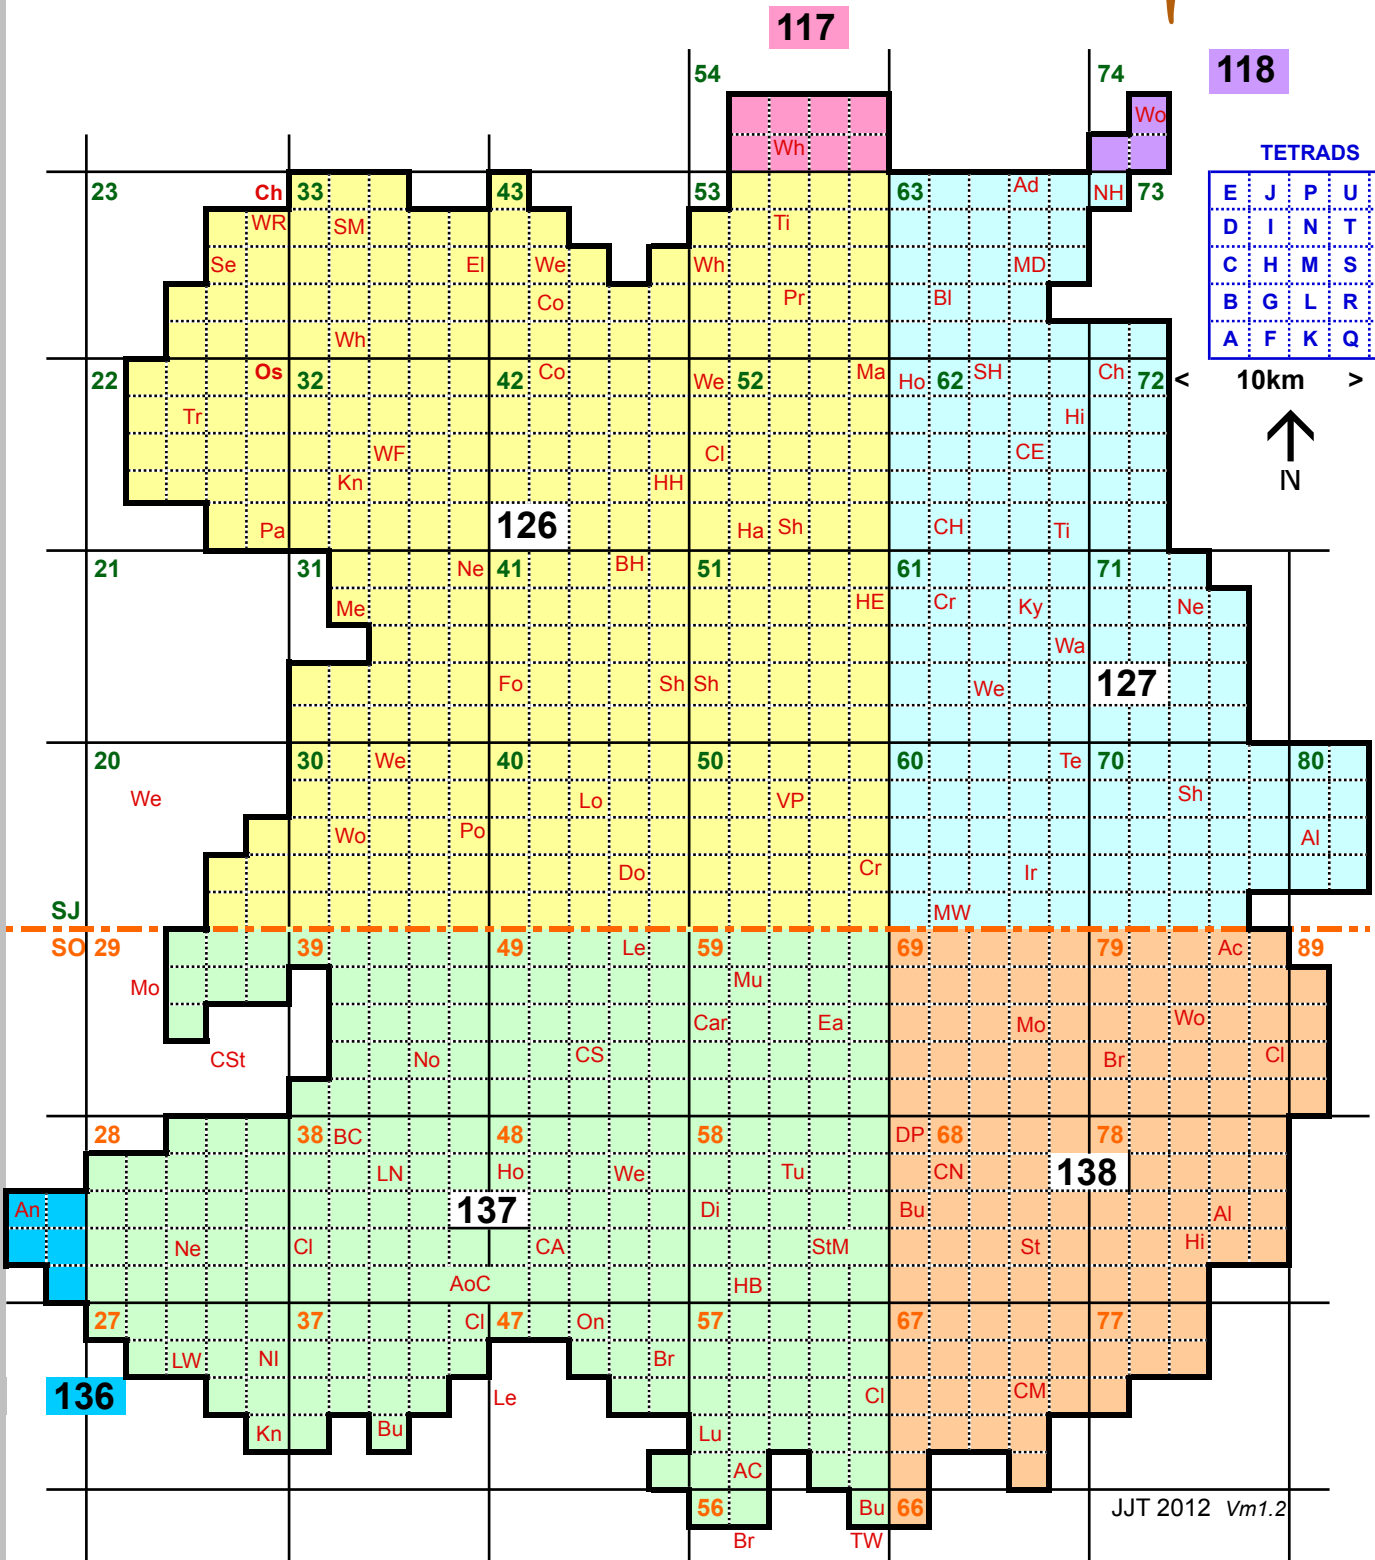 117
54 74 118
Wo
Wh
TETRADS
23 Ch 33 43 53 63 Ad NH 73 E J P U
WR SM Ti D I N T
Se El We Wh MD C H M S
Co Pr Bl B G L R
Wh A F K Q
22 Os 32 42 Co We 52 Ma Ho 62 SH Ch 72 < 10km >
Tr Hi
WF Cl CE
Kn HH N
Pa 126 Ha Sh CH Ti
21 31 Ne 41 BH 51 61 71
Me HE Cr Ky Ne
Wa
Fo Sh Sh We 127
20 30 We 40 50 60 Te 70 80
We Lo VP Sh
Wo Po Al
Do Cr Ir
SJ MW
SO 29 39 49 Le 59 69 79 Ac 89
Mo Mu
Car Ea Mo Wo
CSt No CS Br Cl
28 38 BC 48 58 DP 68 78
LN Ho We Tu CN 138
An 137 Di Bu Al
Ne Cl CA StM St Hi
AoC HB
27 37 Cl 47 On 57 67 77
LW NI Br
136 Le Cl CM
Kn Bu Lu
AC
56 Bu 66 JJT 2012 Vm1.2
Br TW